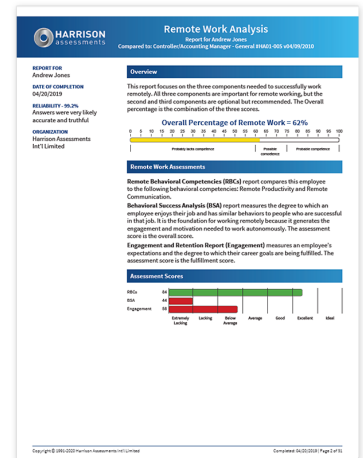 HARRISON
assessments
Remote Work Analysis
Report for Andrew Jones
Compared to: Controller/Accounting Manager - General #HA01-005 v04/09/2010
REPORT FOR
Andrew Jones
DATE OF COMPLETION
04/20/2019
RELIABILITY - 99.2%
Answers were very likely
accurate and truthful
ORGANIZATION
Harrison Assessments
Int'l Limited
Overview
This report focuses on the three components needed to successfully work
remotely. All three components are important for remote working, but the
second and third components are optional but recommended. The Overall
percentage is the combination of the three scores.
Overall Percentage of Remote Work = 62%
0 5 10 15 20 25 30 35 40 45 50 55 60 65 70 75 80 85 90 95 100
Probably lacks competence
Possible
competence
Probable competence
Remote Work Assessments
Remote Behavioral Competencies (RBCs) report compares this employee
to the following behavioral competencies: Remote Productivity and Remote
Communication.
Behavioral Success Analysis (BSA) report measures the degree to which an
employee enjoys their job and has similar behaviors to people who are successful
in that job. It is the foundation for working remotely because it generates the
engagement and motivation needed to work autonomously. The assessment
score is the overall score.
Engagement and Retention Report (Engagement) measures an employee's
expectations and the degree to which their career goals are being fulfilled. The
assessment score is the fulfillment score.
Assessment Scores
RBCs 84
BSA
Engagement
Extremely
Lacking
Lacking
Below
Average
Average
Good
Excellent
Ideal
Copyright © 1991-2020 Harrison Assessments Int'l Limited
Completed: 04/20/2019 | Page 2 of 31